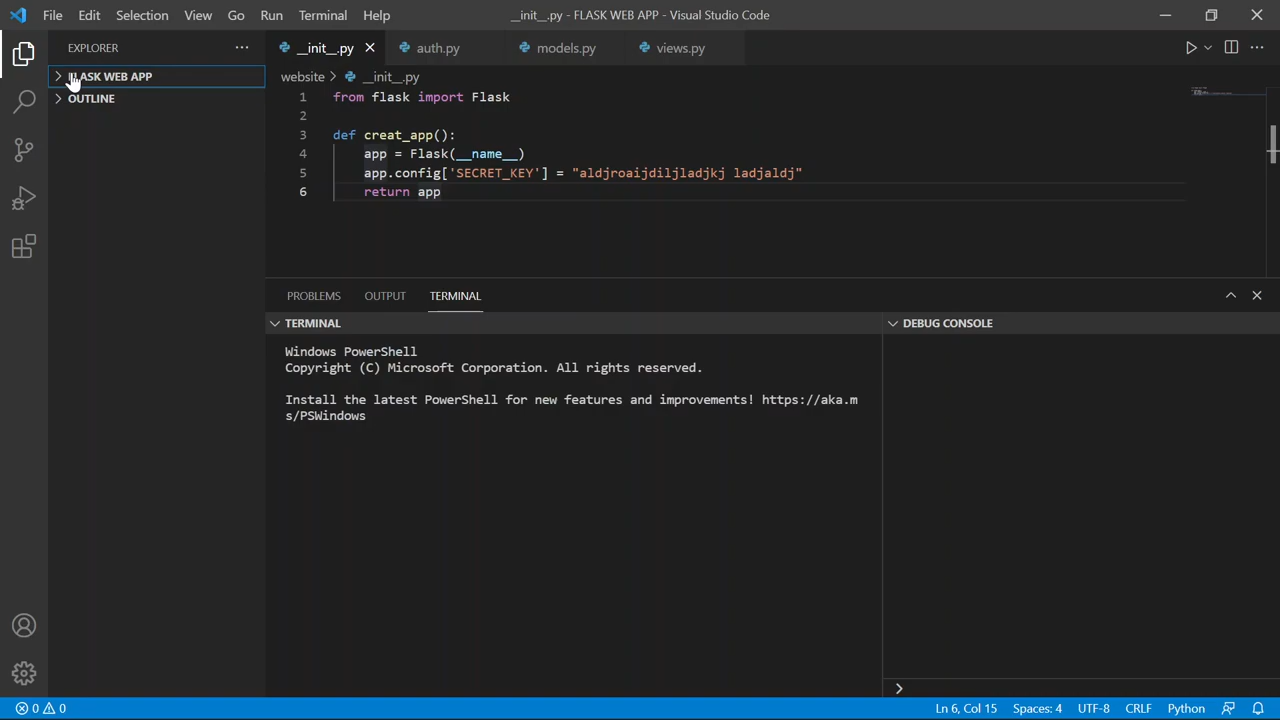 File Edit Selection View Go Run Terminal Help
__init__.py - FLASK WEB APP - Visual Studio Code
EXPLORER
FLASK WEB APP
OUTLINE
__init__.py auth.py models.py views.py
website > __init__.py
1 from flask import Flask
2
3 def creat_app():
4 app = Flask(__name__)
5 app.config['SECRET_KEY'] = "aldjroaijdiljladjkj ladjaldj"
6 return app
PROBLEMS OUTPUT TERMINAL
TERMINAL
Windows PowerShell
Copyright (C) Microsoft Corporation. All rights reserved.
Install the latest PowerShell for new features and improvements! https://aka.m
s/PSWindows
DEBUG CONSOLE
0 0
Ln 6, Col 15 Spaces: 4 UTF-8 CRLF Python